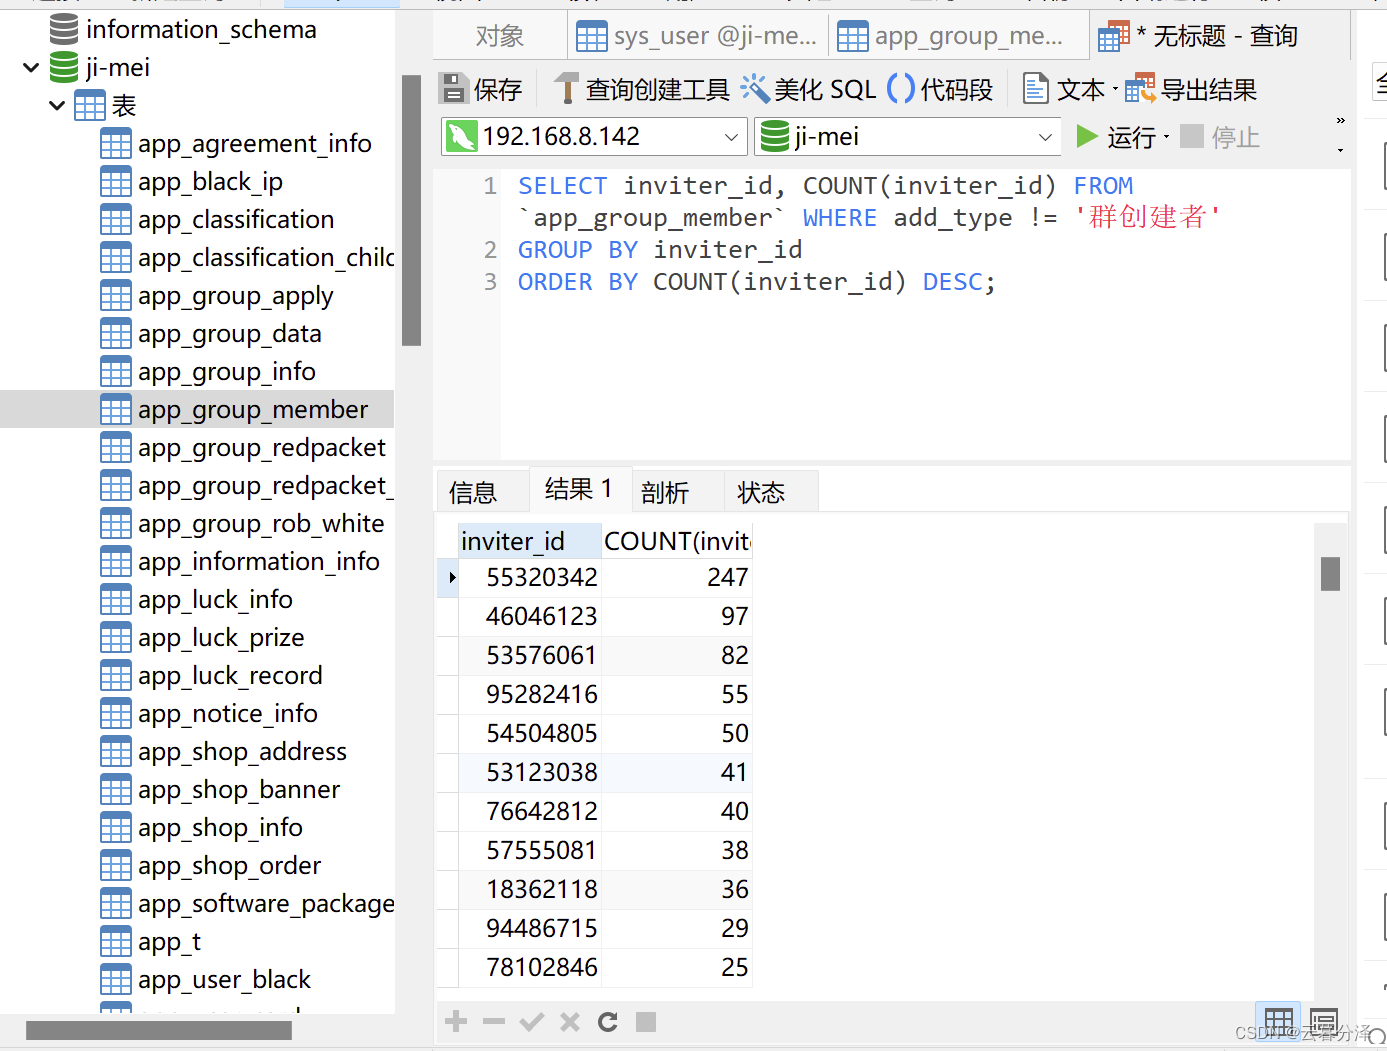 information_schema
ji-mei
表
app_agreement_info
app_black_ip
app_classification
app_classification_chilc
app_group_apply
app_group_data
app_group_info
app_group_member
app_group_redpacket
app_group_redpacket_
app_group_rob_white
app_information_info
app_luck_info
app_luck_prize
app_luck_record
app_notice_info
app_shop_address
app_shop_banner
app_shop_info
app_shop_order
app_software_package
app_t
app_user_black
对象
sys_user @ji-me...
app_group_me...
* 无标题 - 查询
保存
查询创建工具
美化 SQL
代码段
文本
导出结果
192.168.8.142
ji-mei
运行
停止
1 SELECT inviter_id, COUNT(inviter_id) FROM
`app_group_member` WHERE add_type != '群创建者'
2 GROUP BY inviter_id
3 ORDER BY COUNT(inviter_id) DESC;
信息
结果 1
剖析
状态
inviter_id COUNT(invit
55320342 247
46046123 97
53576061 82
95282416 55
54504805 50
53123038 41
76642812 40
57555081 38
18362118 36
94486715 29
78102846 25
CSDN @云暮分泽